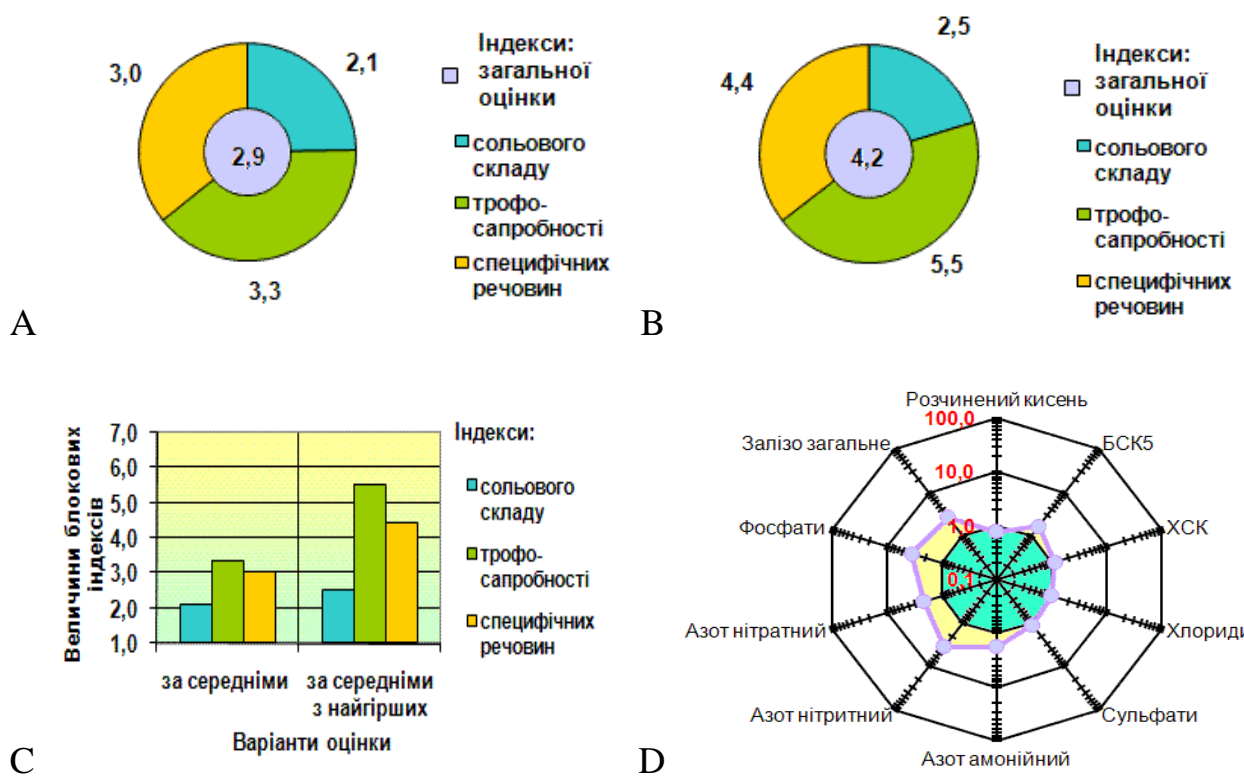 3,0
2,1
2,9
3,3
Індекси:
загальної
оцінки
сольового
складу
трофо-
сапробності
специфічних
речовин
A
4,4
2,5
4,2
5,5
Індекси:
загальної
оцінки
сольового
складу
трофо-
сапробності
специфічних
речовин
B
Величини блокових
індексів
7,0
6,0
5,0
4,0
3,0
2,0
1,0
за середніми
за середніми
з найгірших
Варіанти оцінки
Індекси:
сольового
складу
трофо-
сапробності
специфічних
речовин
C
Розчинений кисень
100,0
10,0
1,0
0,1
БСК5
ХСК
Хлориди
Сульфати
Азот амонійний
Азот нітритний
Азот нітратний
Фосфати
Залізо загальне
D